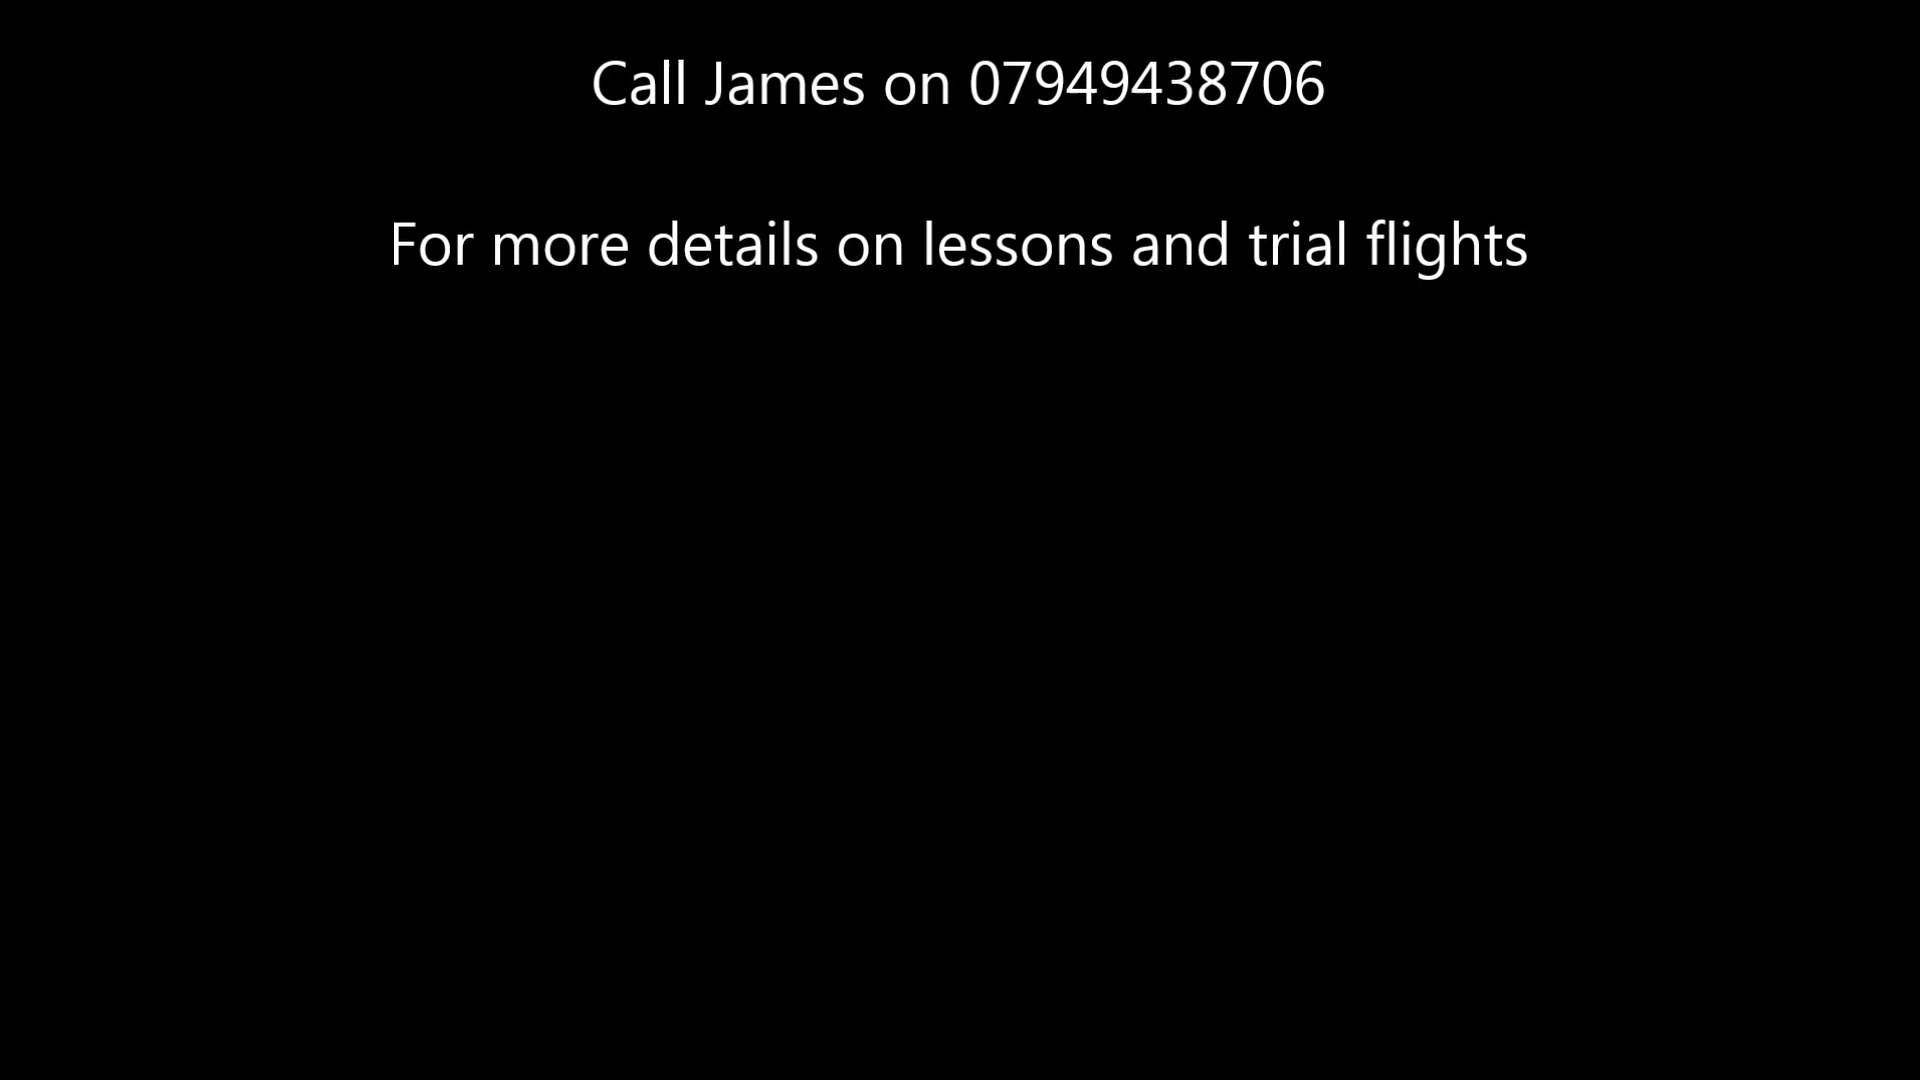 Call James on 07949438706
For more details on lessons and trial flights